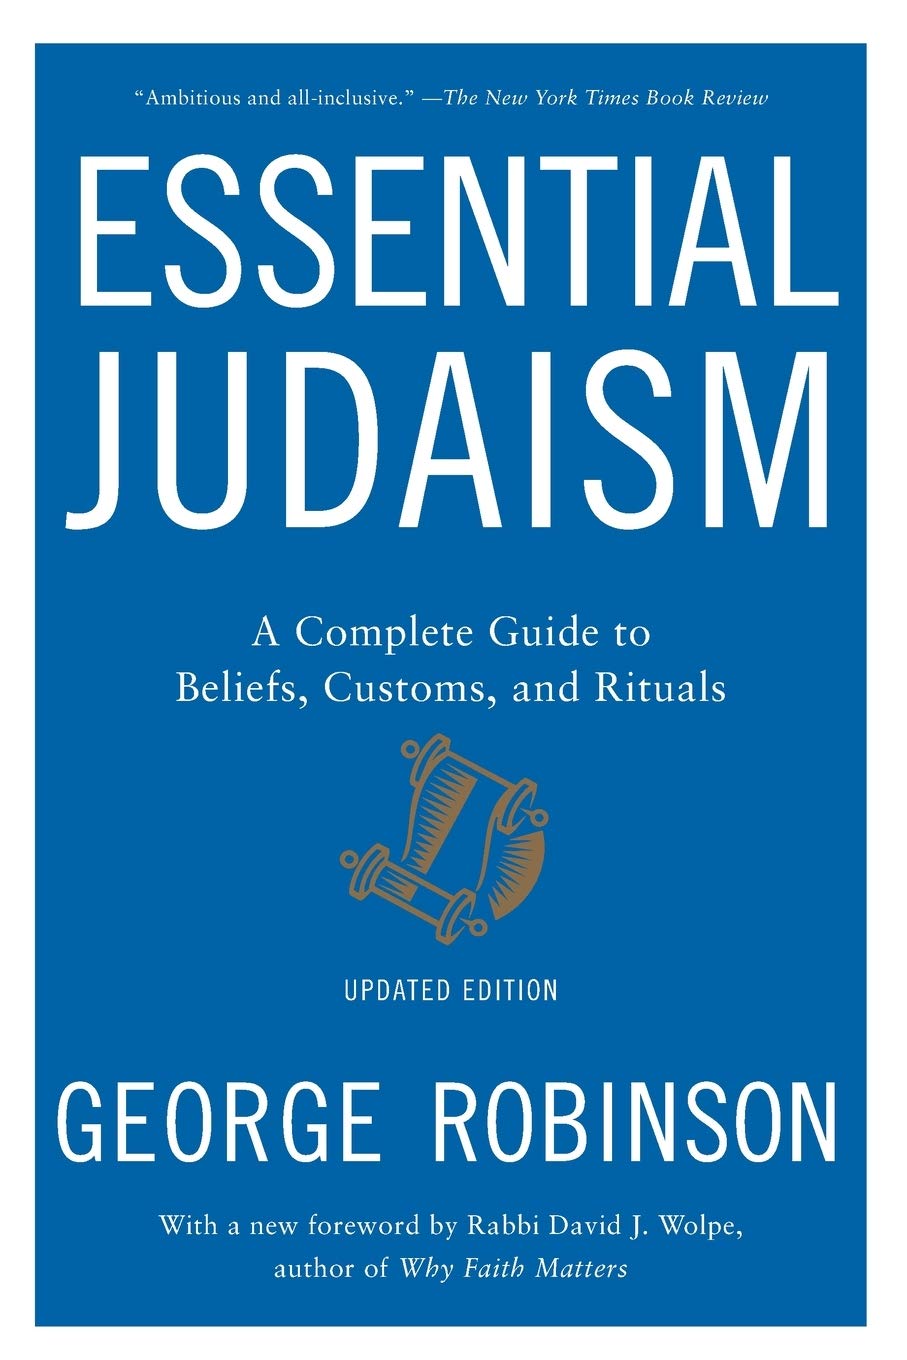 “Ambitious and all-inclusive.” —The New York Times Book Review
ESSENTIAL
JUDAISM
A Complete Guide to
Beliefs, Customs, and Rituals
UPDATED EDITION
GEORGE ROBINSON
With a new foreword by Rabbi David J. Wolpe,
author of Why Faith Matters